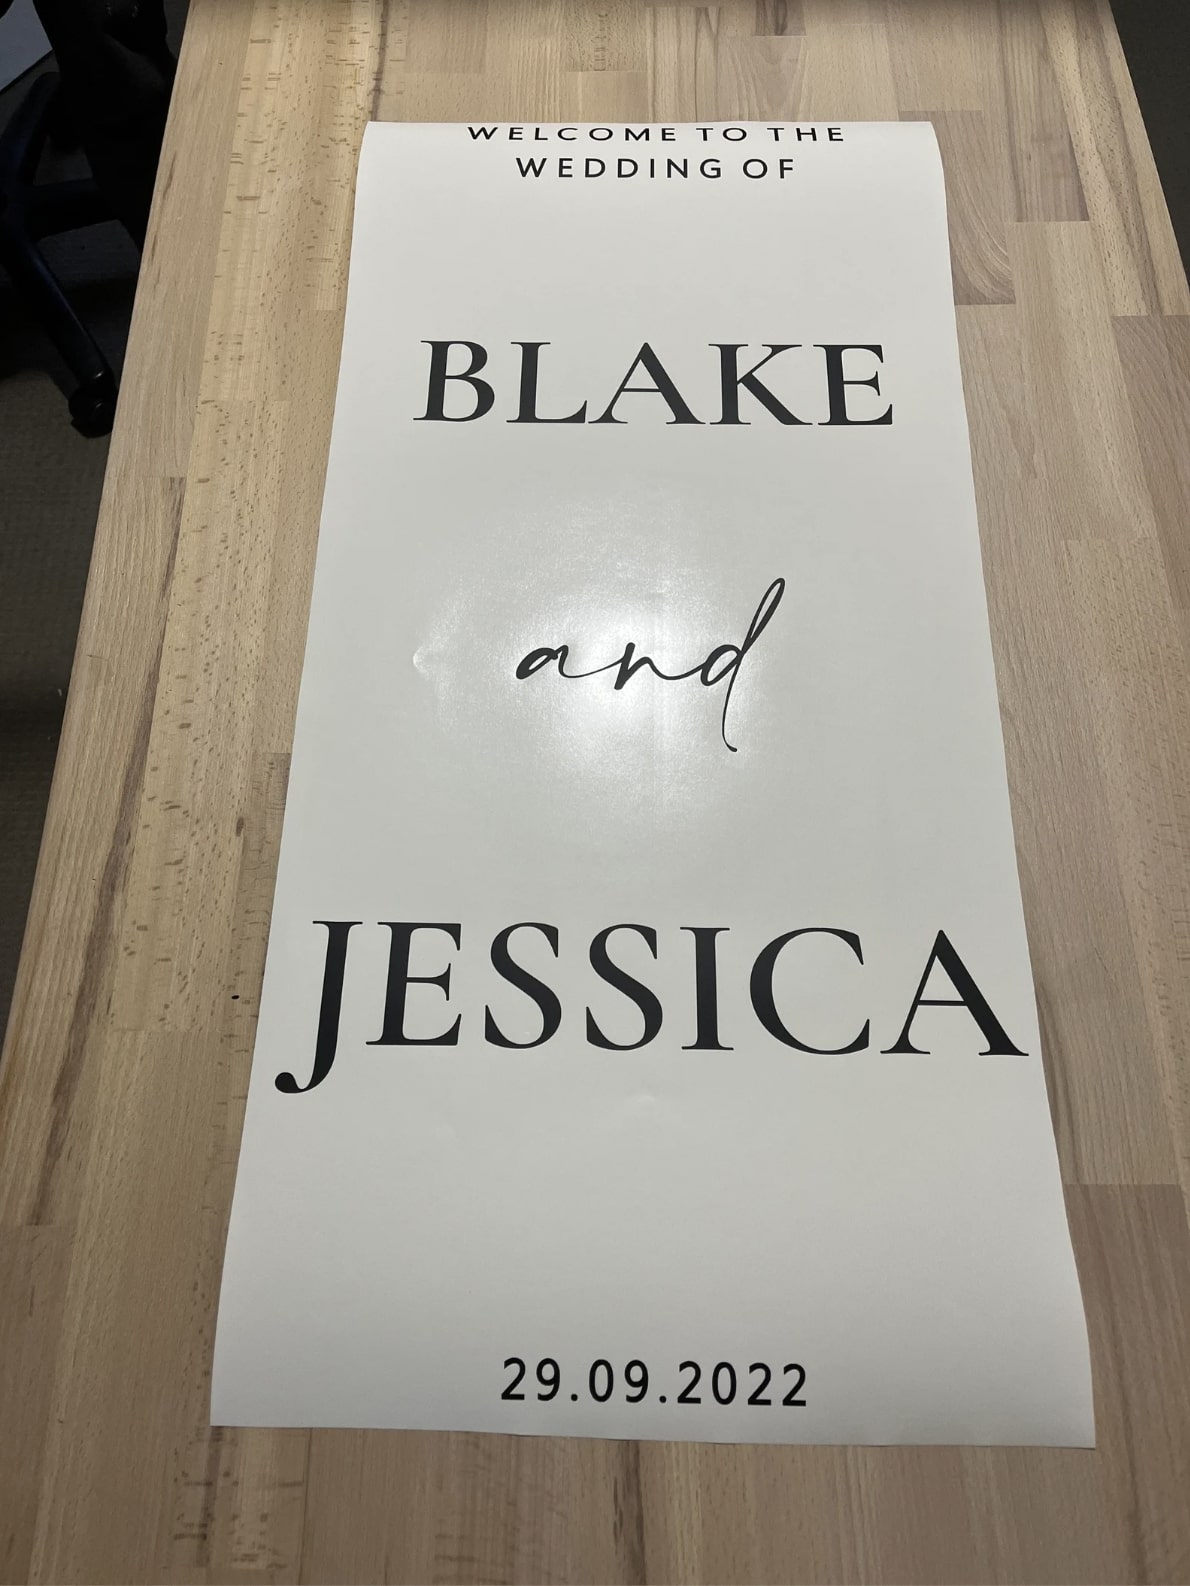 WELCOME TO THE
WEDDING OF
BLAKE
and
JESSICA
29.09.2022